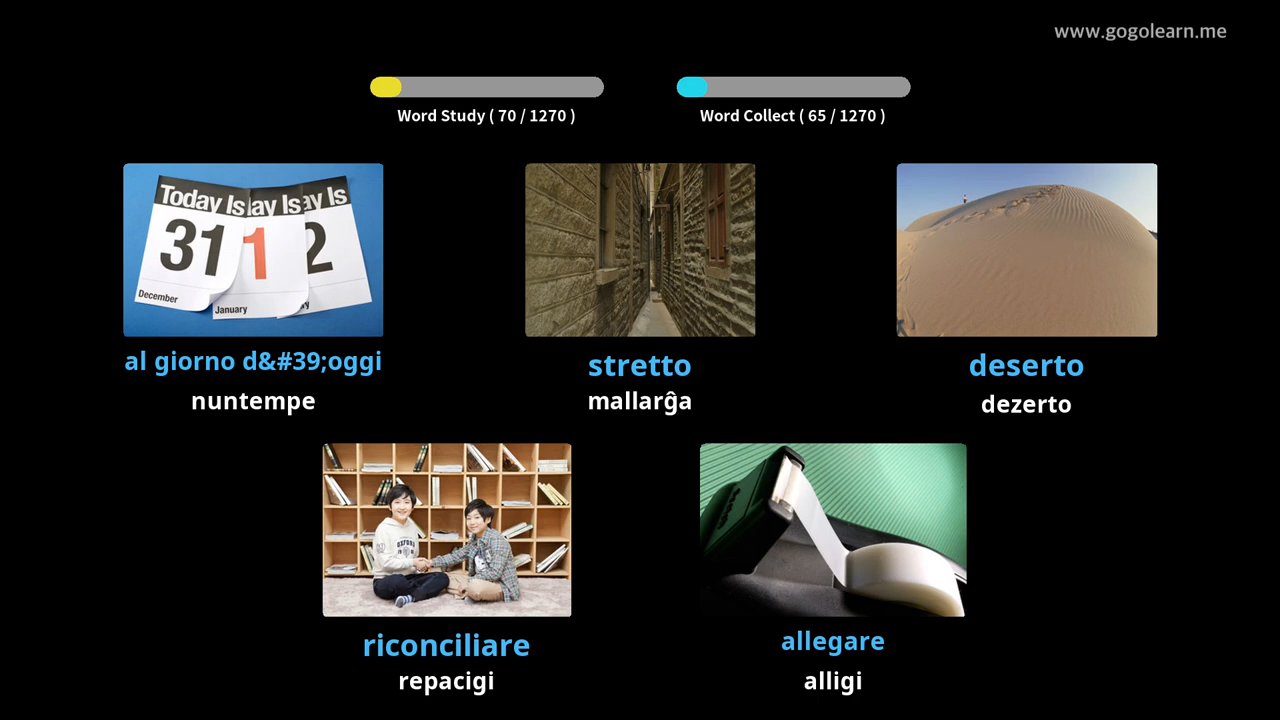 www.gogolearn.me
Word Study ( 70 / 1270 )
Word Collect ( 65 / 1270 )
Today Is
ay Is
ay Is
31
1
2
December
January
al giorno d&#39;oggi
nuntempe
stretto
mallarĝa
deserto
dezerto
riconciliare
repacigi
allegare
alligi